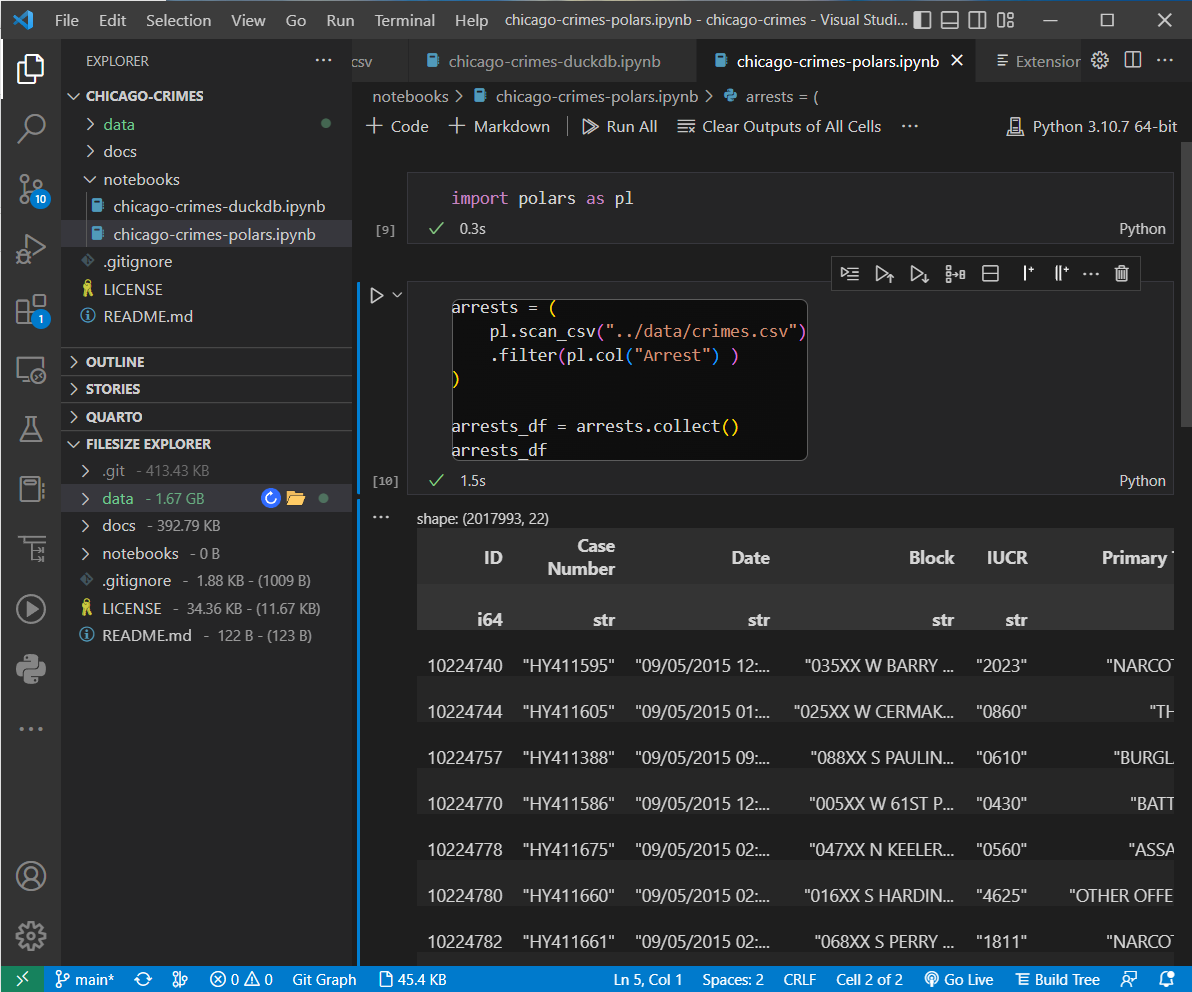 File Edit Selection View Go Run Terminal Help chicago-crimes-polars.ipynb - chicago-crimes - Visual Studi...
EXPLORER
CHICAGO-CRIMES
data
docs
notebooks
chicago-crimes-duckdb.ipynb
chicago-crimes-polars.ipynb
.gitignore
LICENSE
README.md
OUTLINE
STORIES
QUARTO
FILESIZE EXPLORER
.git - 413.43 KB
data - 1.67 GB
docs - 392.79 KB
notebooks - 0 B
.gitignore - 1.88 KB - (1009 B)
LICENSE - 34.36 KB - (11.67 KB)
README.md - 122 B - (123 B)
10
1
csv chicago-crimes-duckdb.ipynb chicago-crimes-polars.ipynb Extension
notebooks > chicago-crimes-polars.ipynb > arrests = (
+ Code + Markdown Run All Clear Outputs of All Cells ... Python 3.10.7 64-bit
import polars as pl
[9] 0.3s Python
arrests = (
pl.scan_csv("../data/crimes.csv")
.filter(pl.col("Arrest") )
)
arrests_df = arrests.collect()
arrests_df
[10] 1.5s Python
shape: (2017993, 22)
ID Case Number Date Block IUCR Primary
i64 str str str str
10224740 "HY411595" "09/05/2015 12:... "035XX W BARRY ... "2023" "NARCOT
10224744 "HY411605" "09/05/2015 01:... "025XX W CERMAK... "0860" "TH
10224757 "HY411388" "09/05/2015 09:... "088XX S PAULIN... "0610" "BURGL
10224770 "HY411586" "09/05/2015 12:... "005XX W 61ST P... "0430" "BATT
10224778 "HY411675" "09/05/2015 02:... "047XX N KEELER... "0560" "ASSA
10224780 "HY411660" "09/05/2015 02:... "016XX S HARDIN... "4625" "OTHER OFFE
10224782 "HY411661" "09/05/2015 02:... "068XX S PERRY ... "1811" "NARCOT
main* 0 0 Git Graph 45.4 KB Ln 5, Col 1 Spaces: 2 CRLF Cell 2 of 2 Go Live Build Tree